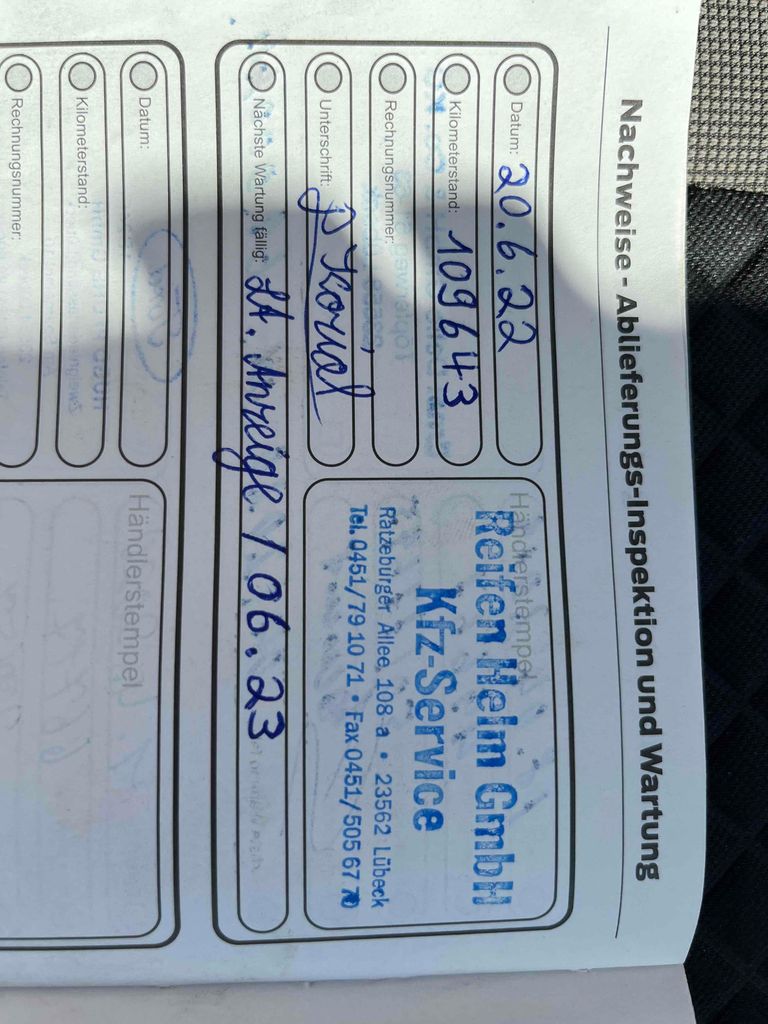 Nachweise - Ablieferungs-Inspektion und Wartung
Datum: 20.6.22
Kilometerstand: 109643
Rechnungsnummer:
Unterschrift:
Nächste Wartung fällig: Lt. Anzeige / 06.23
Händlerstempel
Reifen Heim GmbH
Kfz-Service
Ratzeburger Allee 108 a • 23562 Lübeck
Tel. 0451/79 10 71 • Fax 0451/505 67 70
Datum:
Kilometerstand:
Rechnungsnummer:
Händlerstempel